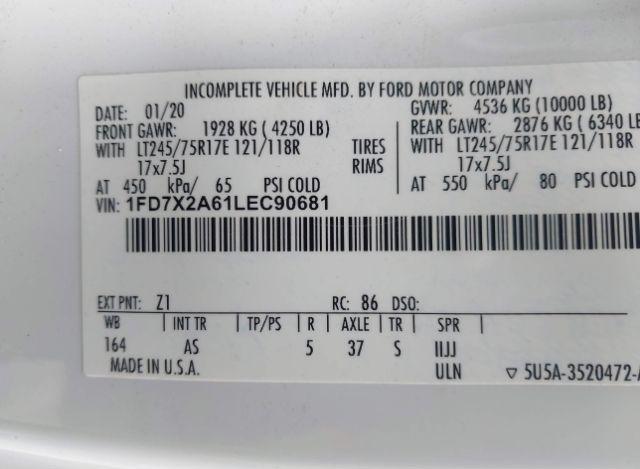 INCOMPLETE VEHICLE MFD. BY FORD MOTOR COMPANY
DATE: 01/20 GVWR: 4536 KG (10000 LB)
FRONT GAWR: 1928 KG ( 4250 LB) REAR GAWR: 2876 KG ( 6340 LB
WITH LT245/75R17E 121/118R TIRES WITH LT245/75R17E 121/118R
17x7.5J RIMS 17x7.5J
AT 450 kPa/ 65 PSI COLD AT 550 kPa/ 80 PSI COLD
VIN: 1FD7X2A61LEC90681
EXT PNT: Z1 RC: 86 DSO:
WB INT TR TP/PS R AXLE TR SPR
164 AS 5 37 S IIJJ
MADE IN U.S.A. ULN ▽ 5U5A-3520472-